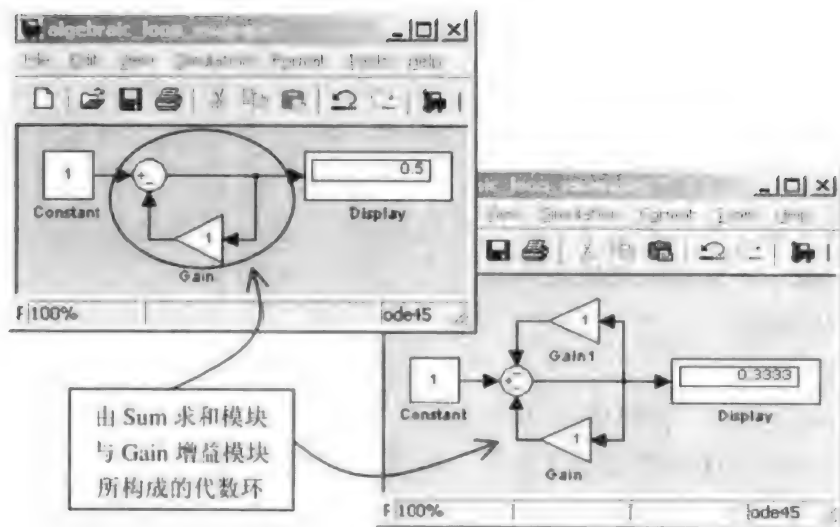 algebraic_loop
File Edit View Simulation Format Tools Help
1
+
-
0.5
Constant
Display
1
Gain
100%
ode45
Simulation Format Tools Help
1
Gain1
1
-
+
-
0.3333
Constant
Display
1
Gain
100%
ode45
由 Sum 求和模块
与 Gain 增益模块
所构成的代数环